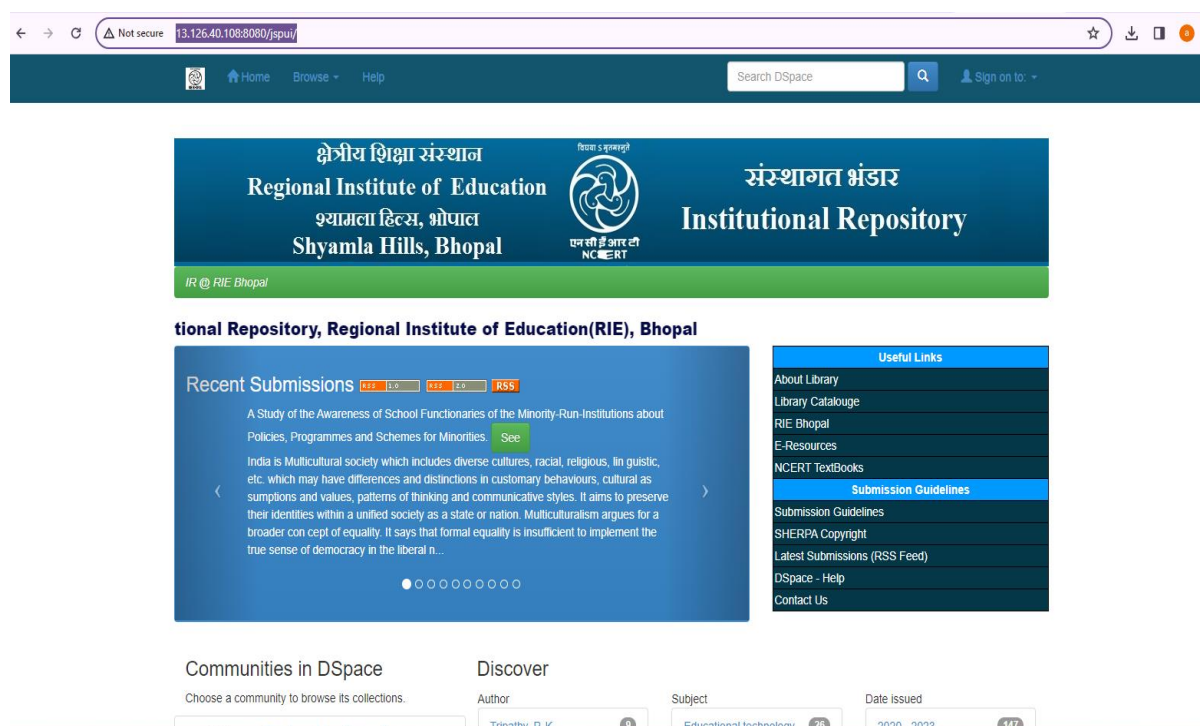 Not secure
13.126.40.108:8080/jspui/
Home Browse Help
Search DSpace
Sign on to:
क्षेत्रीय शिक्षा संस्थान
Regional Institute of Education
श्यामला हिल्स, भोपाल
Shyamla Hills, Bhopal
एन सी ई आर टी
NCERT
संस्थागत भंडार
Institutional Repository
IR @ RIE Bhopal
tional Repository, Regional Institute of Education(RIE), Bhopal
Recent Submissions RSS 1.0 RSS 2.0 RSS
A Study of the Awareness of School Functionaries of the Minority-Run-Institutions about
Policies, Programmes and Schemes for Minorities. See
India is Multicultural society which includes diverse cultures, racial, religious, lin guistic,
etc. which may have differences and distinctions in customary behaviours, cultural as
sumptions and values, patterns of thinking and communicative styles. It aims to preserve
their identities within a unified society as a state or nation. Multiculturalism argues for a
broader con cept of equality. It says that formal equality is insufficient to implement the
true sense of democracy in the liberal n...
Useful Links
About Library
Library Catalouge
RIE Bhopal
E-Resources
NCERT TextBooks
Submission Guidelines
Submission Guidelines
SHERPA Copyright
Latest Submissions (RSS Feed)
DSpace - Help
Contact Us
Communities in DSpace
Choose a community to browse its collections.
Discover
Author
Tripathy, P. K. 9
Subject
Educational technology 26
Date issued
2020 - 2023 147